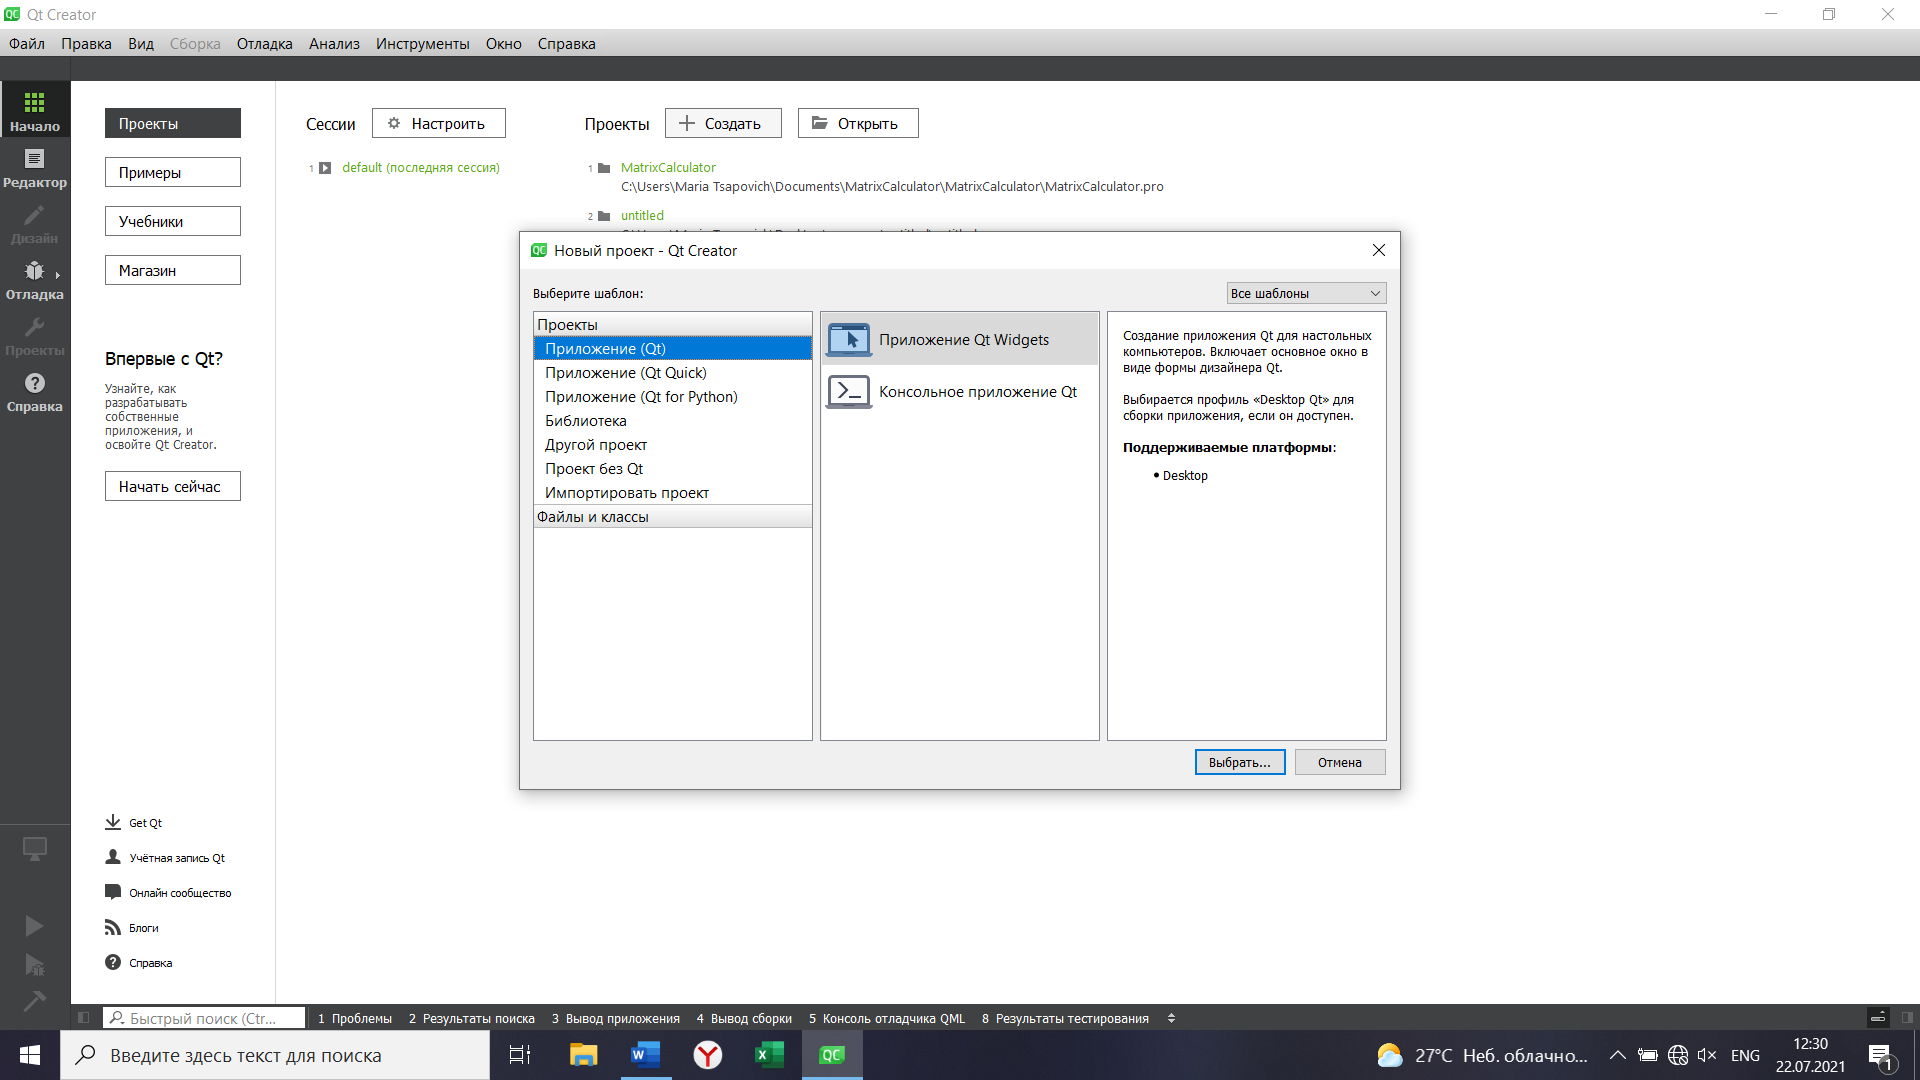 Qt Creator
Файл Правка Вид Сборка Отладка Анализ Инструменты Окно Справка
Начало
Редактор
Дизайн
Отладка
Проекты
Справка
Проекты
Примеры
Учебники
Магазин
Впервые с Qt?
Узнайте, как
разрабатывать
собственные
приложения, и
освойте Qt Creator.
Начать сейчас
Get Qt
Учётная запись Qt
Онлайн сообщество
Блоги
Справка
Сессии Настроить
1 default (последняя сессия)
Проекты Создать Открыть
1 MatrixCalculator
C:\Users\Maria Tsapovich\Documents\MatrixCalculator\MatrixCalculator\MatrixCalculator.pro
2 untitled
Новый проект - Qt Creator
Выберите шаблон:
Все шаблоны
Проекты
Приложение (Qt)
Приложение (Qt Quick)
Приложение (Qt for Python)
Библиотека
Другой проект
Проект без Qt
Импортировать проект
Файлы и классы
Приложение Qt Widgets
Консольное приложение Qt
Создание приложения Qt для настольных
компьютеров. Включает основное окно в
виде формы дизайнера Qt.
Выбирается профиль «Desktop Qt» для
сборки приложения, если он доступен.
Поддерживаемые платформы:
• Desktop
Выбрать... Отмена
Быстрый поиск (Ctr... 1 Проблемы 2 Результаты поиска 3 Вывод приложения 4 Вывод сборки 5 Консоль отладчика QML 8 Результаты тестирования
Введите здесь текст для поиска
27°C Неб. облачно... ENG
12:30
22.07.2021
1